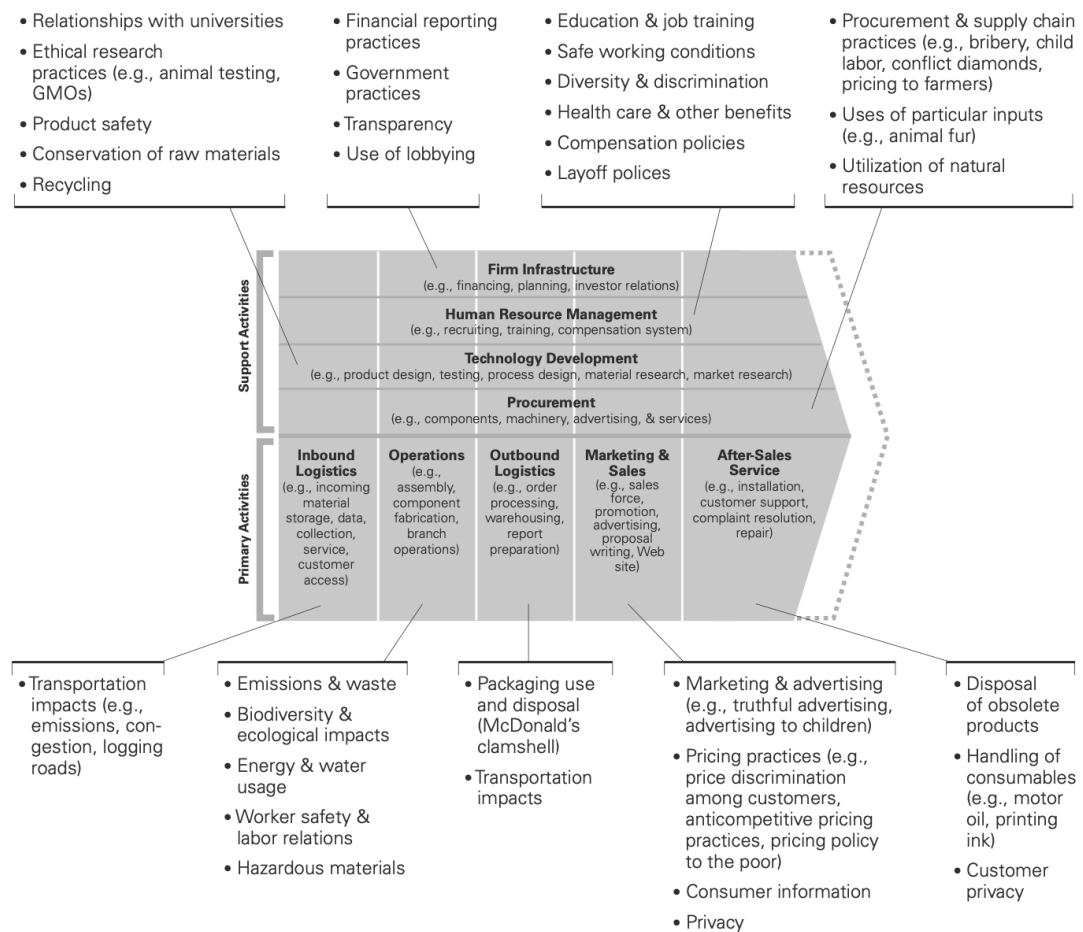 • Relationships with universities
• Ethical research
practices (e.g., animal testing,
GMOs)
• Product safety
• Conservation of raw materials
• Recycling
• Financial reporting
practices
• Government
practices
• Transparency
• Use of lobbying
• Education & job training
• Safe working conditions
• Diversity & discrimination
• Health care & other benefits
• Compensation policies
• Layoff polices
• Procurement & supply chain
practices (e.g., bribery, child
labor, conflict diamonds,
pricing to farmers)
• Uses of particular inputs
(e.g., animal fur)
• Utilization of natural
resources
Support Activities
Firm Infrastructure
(e.g., financing, planning, investor relations)
Human Resource Management
(e.g., recruiting, training, compensation system)
Technology Development
(e.g., product design, testing, process design, material research, market research)
Procurement
(e.g., components, machinery, advertising, & services)
Primary Activities
Inbound
Logistics
(e.g., incoming
material
storage, data,
collection,
service,
customer
access)
Operations
(e.g.,
assembly,
component
fabrication,
branch
operations)
Outbound
Logistics
(e.g., order
processing,
warehousing,
report
preparation)
Marketing &
Sales
(e.g., sales
force,
promotion,
advertising,
proposal
writing, Web
site)
After-Sales
Service
(e.g., installation,
customer support,
complaint resolution,
repair)
• Transportation
impacts (e.g.,
emissions, con-
gestion, logging
roads)
• Emissions & waste
• Biodiversity &
ecological impacts
• Energy & water
usage
• Worker safety &
labor relations
• Hazardous materials
• Packaging use
and disposal
(McDonald's
clamshell)
• Transportation
impacts
• Marketing & advertising
(e.g., truthful advertising,
advertising to children)
• Pricing practices (e.g.,
price discrimination
among customers,
anticompetitive pricing
practices, pricing policy
to the poor)
• Consumer information
• Privacy
• Disposal
of obsolete
products
• Handling of
consumables
(e.g., motor
oil, printing
ink)
• Customer
privacy